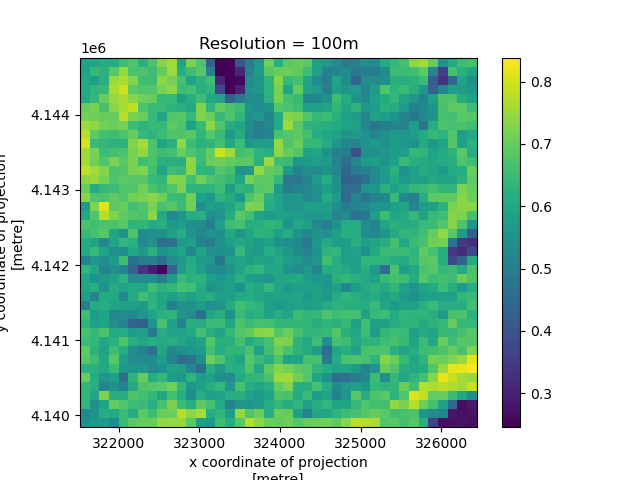 Resolution = 100m
1e6
4.144
4.143
4.142
4.141
4.140
y coordinate of projection
[metre]
322000 323000 324000 325000 326000
x coordinate of projection
[metre]
0.8
0.7
0.6
0.5
0.4
0.3